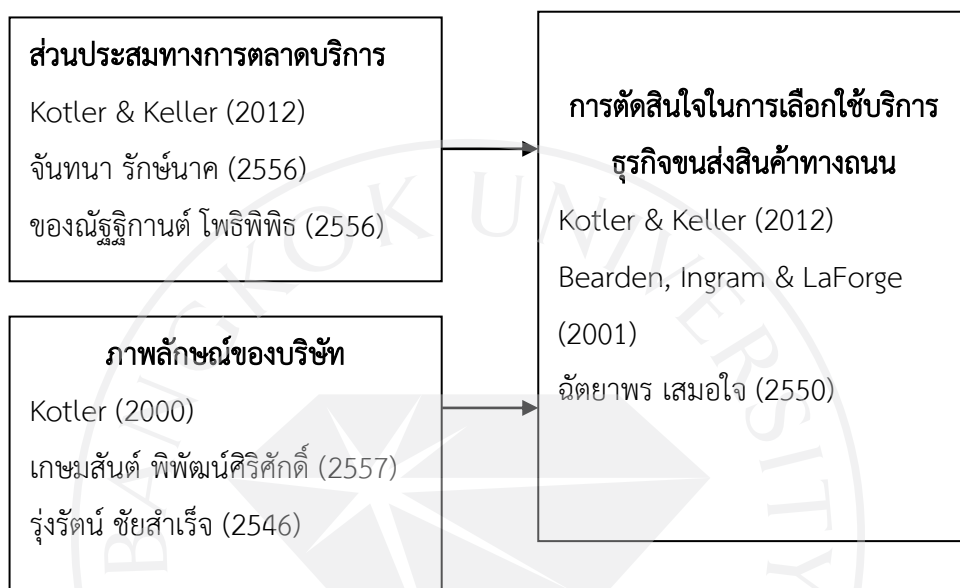 ส่วนประสมทางการตลาดบริการ
Kotler & Keller (2012)
จันทนา รักษ์นาค (2556)
ของณัฐฐิกานต์ โพธิพิพิธ (2556)
ภาพลักษณ์ของบริษัท
Kotler (2000)
เกษมสันต์ พิพัฒน์ศิริศักดิ์ (2557)
รุ่งรัตน์ ชัยสำเร็จ (2546)
การตัดสินใจในการเลือกใช้บริการ
ธุรกิจขนส่งสินค้าทางถนน
Kotler & Keller (2012)
Bearden, Ingram & LaForge
(2001)
ฉัตยาพร เสมอใจ (2550)
BANGKOK UNIVERSITY